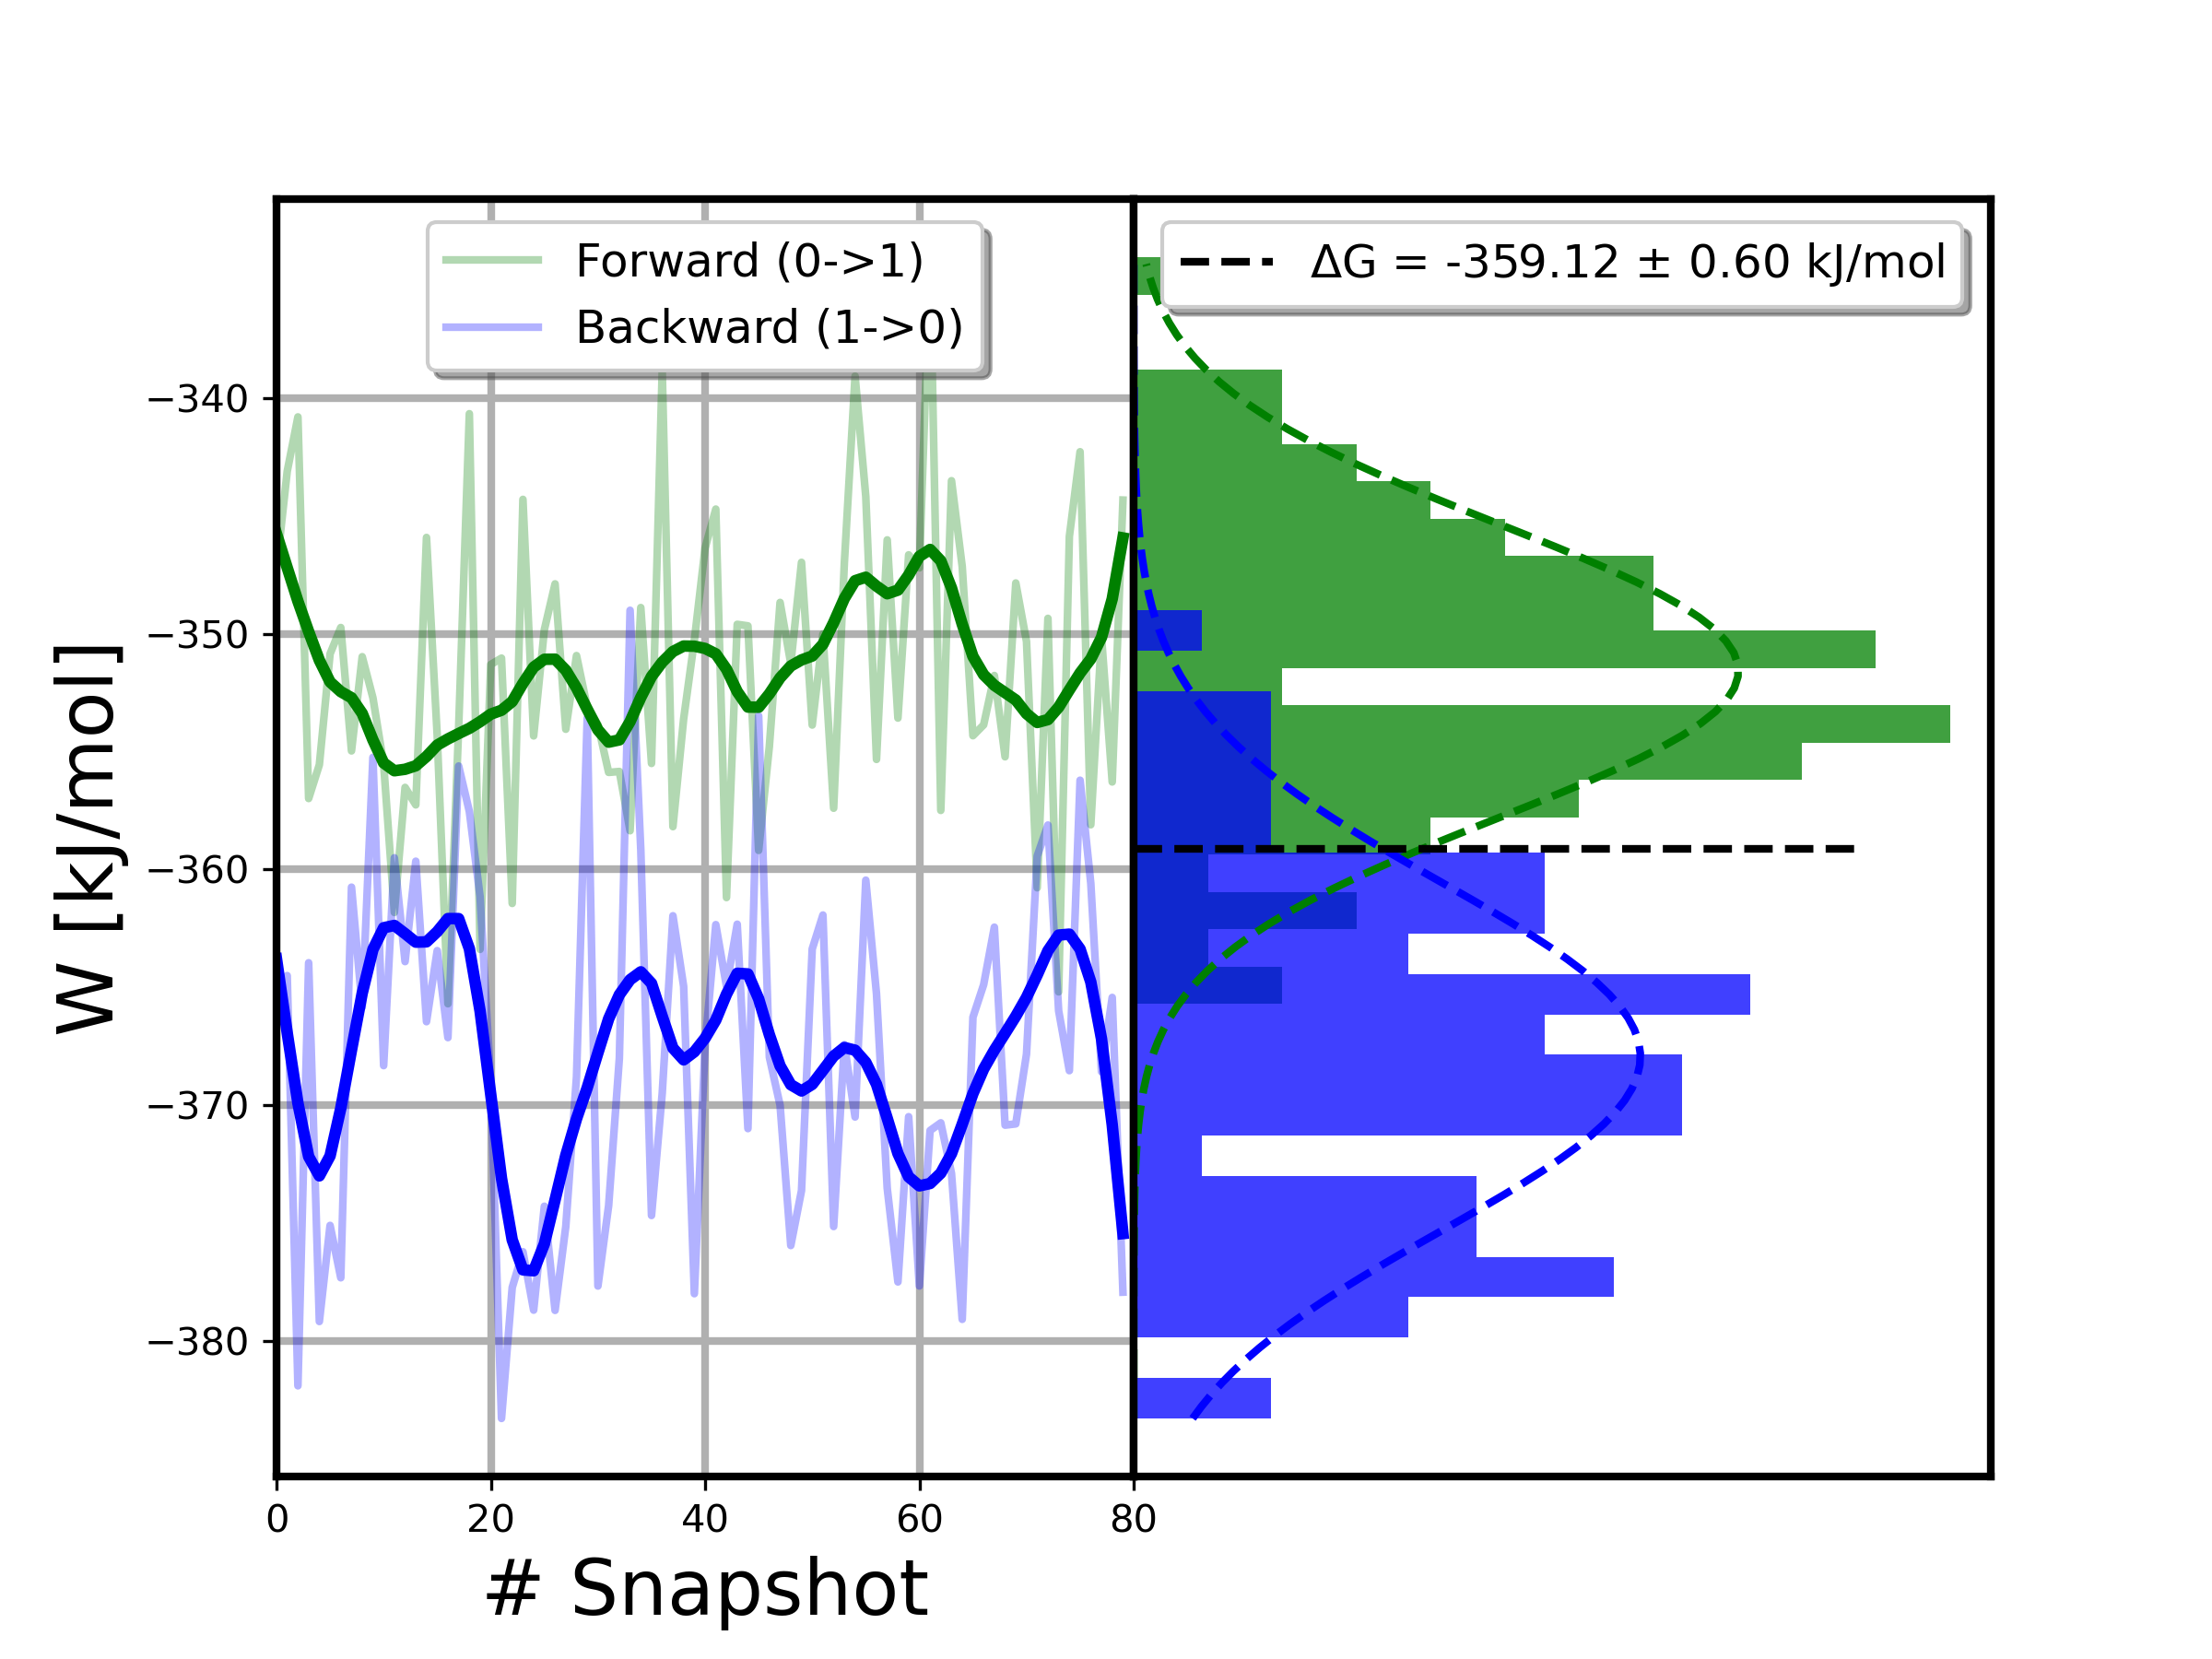 Forward (0->1)
Backward (1->0)
ΔG = -359.12 ± 0.60 kJ/mol
W [kJ/mol]
−340
−350
−360
−370
−380
0 20 40 60 80
# Snapshot